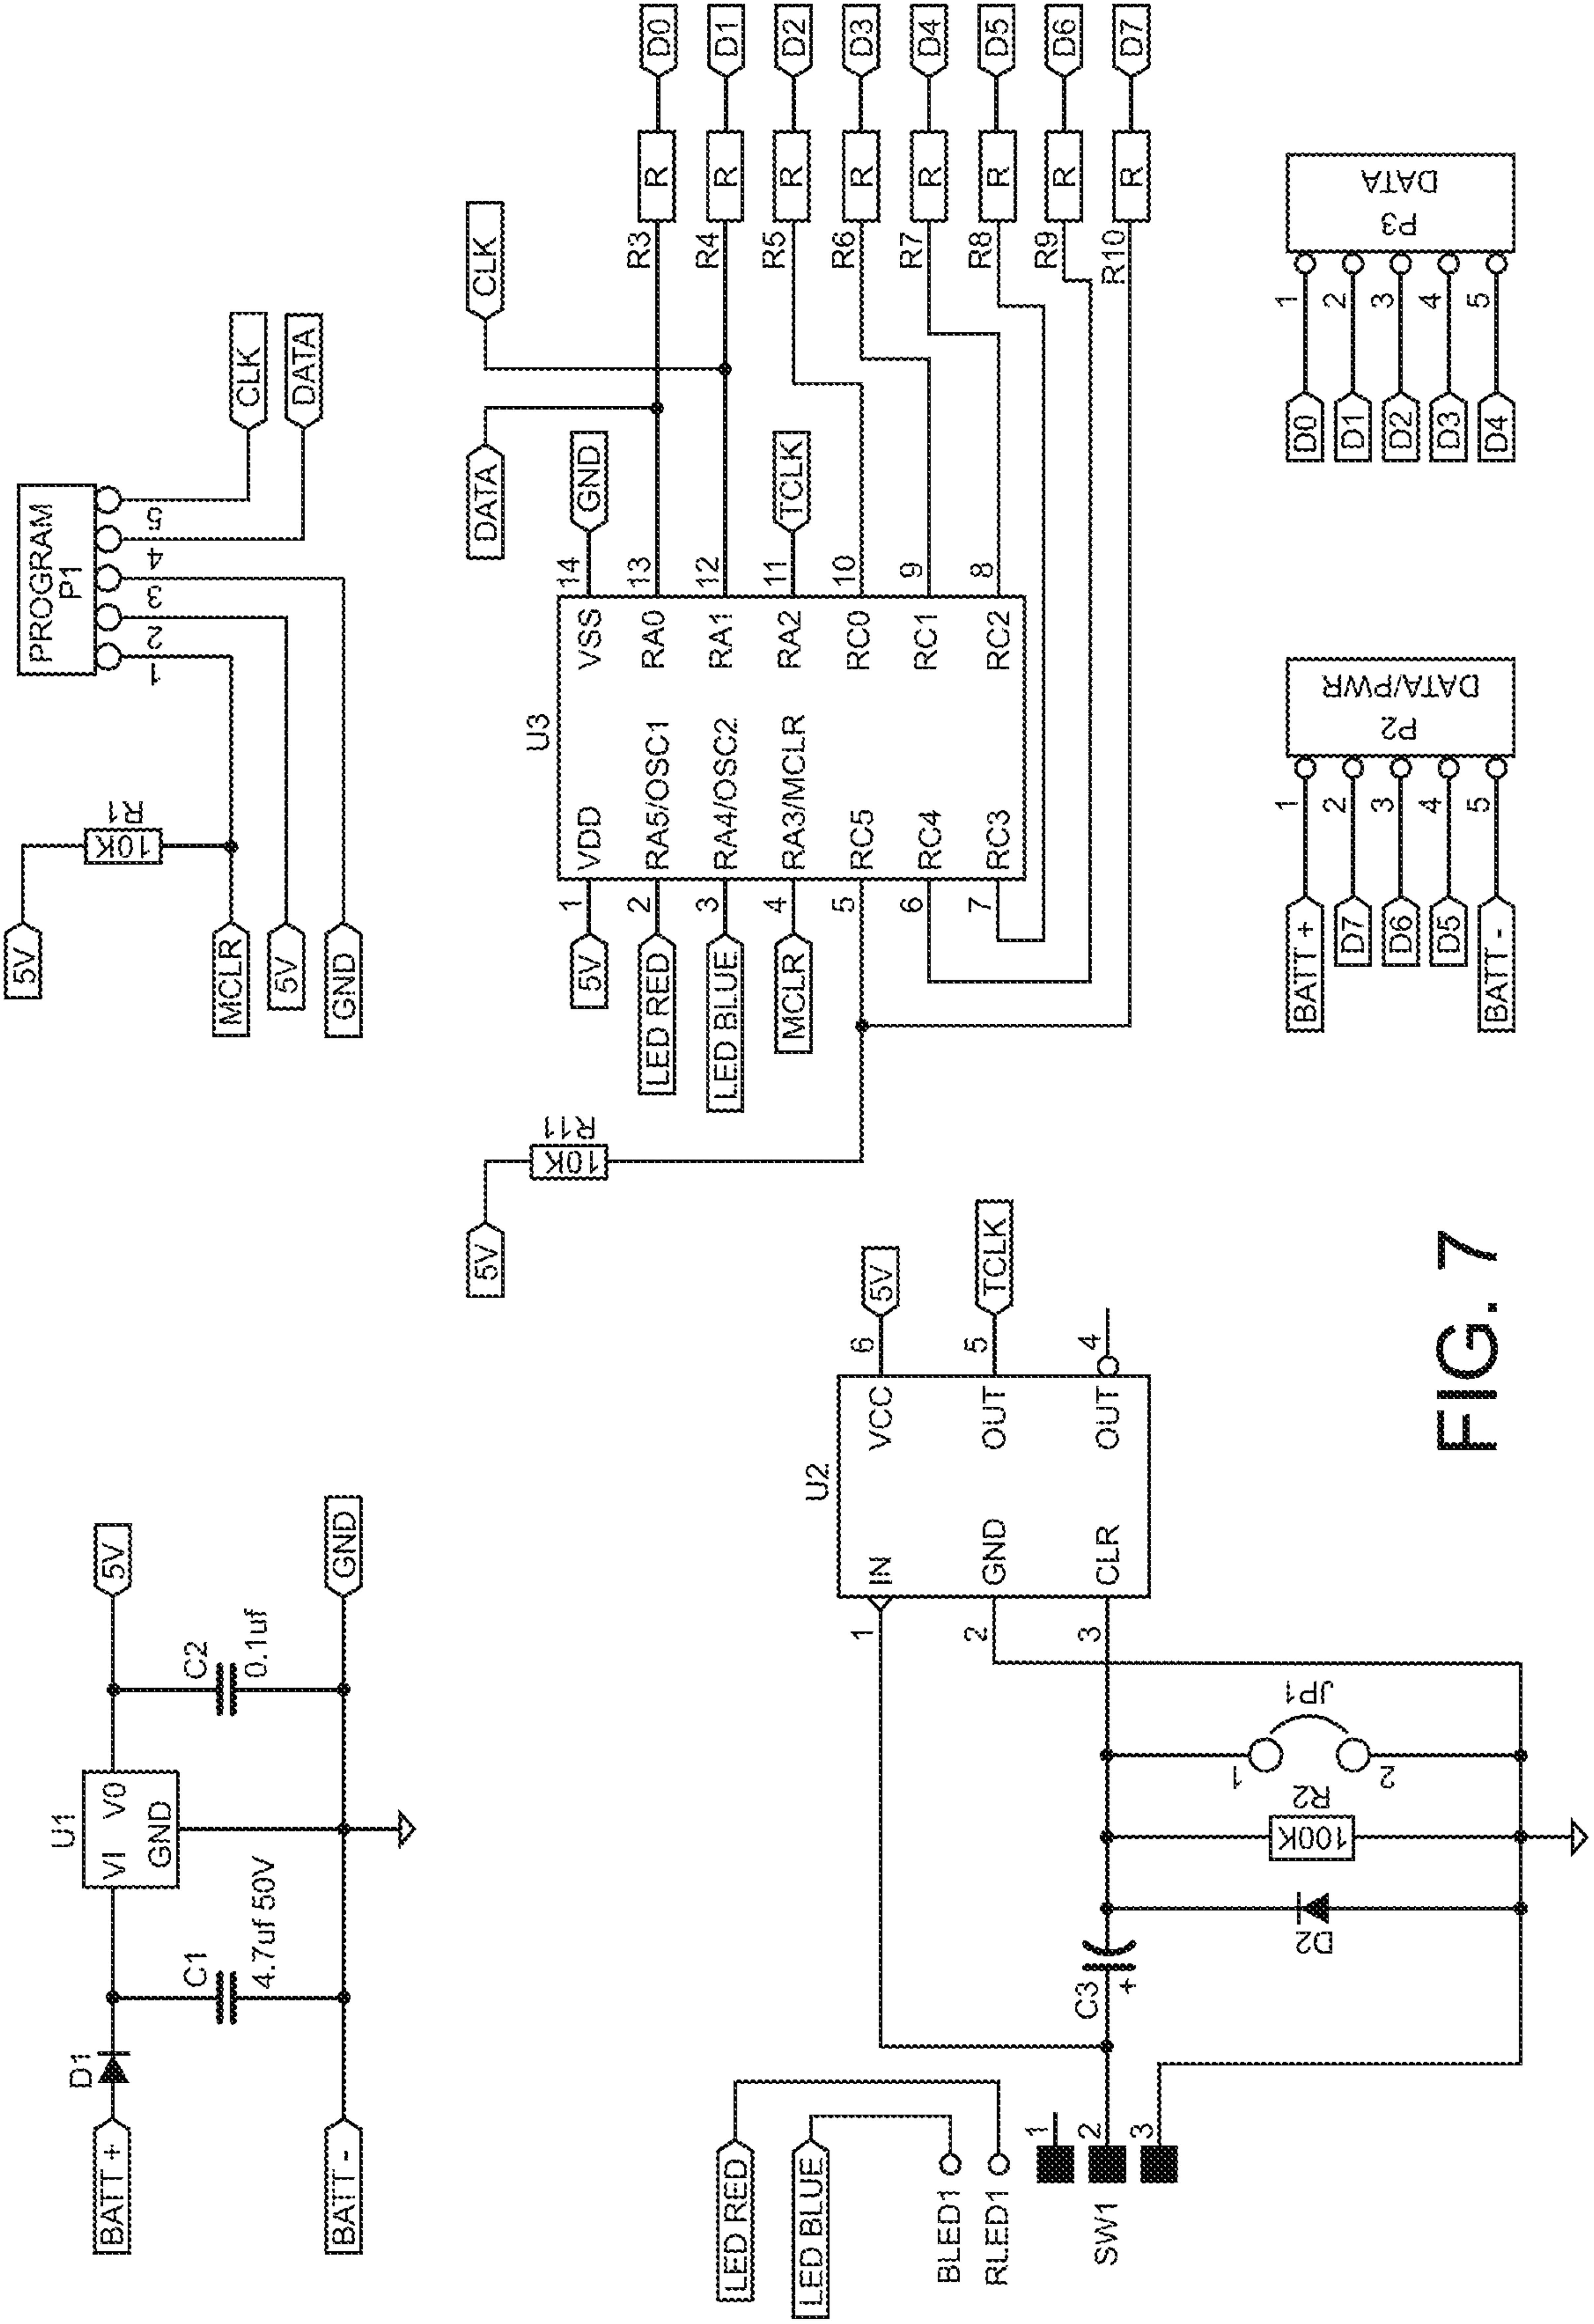 BATT +
D1
C1
4.7uf 50V
BATT -
U1
VI V0
GND
C2
0.1uf
5V
GND
5V
R1
10K
MCLR
5V
GND
PROGRAM
P1
1 2 3 4 5
CLK
DATA
LED RED
LED BLUE
BLED1
RLED1
SW1
1
2
3
C3
+
D2
R2
100K
JP1
1
2
U2
1 IN VCC 6 5V
2 GND OUT 5 TCLK
3 CLR OUT 4
5V
R11
10K
U3
5V 1 VDD VSS 14 GND
LED RED 2 RA5/OSC1 RA0 13
LED BLUE 3 RA4/OSC2 RA1 12
MCLR 4 RA3/MCLR RA2 11 TCLK
5 RC5 RC0 10
6 RC4 RC1 9
7 RC3 RC2 8
DATA
CLK
R3 R D0
R4 R D1
R5 R D2
R6 R D3
R7 R D4
R8 R D5
R9 R D6
R10 R D7
BATT + 1
D7 2
D6 3
D5 4
BATT - 5
P2
DATA/PWR
D0 1
D1 2
D2 3
D3 4
D4 5
P3
DATA
FIG. 7